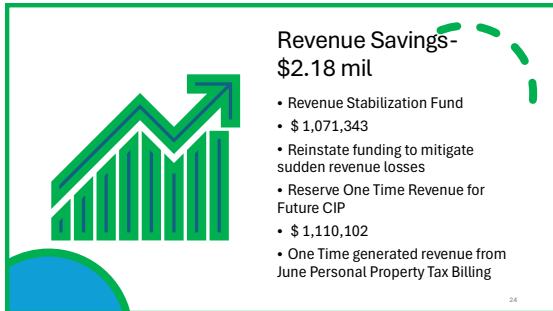 Revenue Savings-
$2.18 mil
• Revenue Stabilization Fund
• $ 1,071,343
• Reinstate funding to mitigate
sudden revenue losses
• Reserve One Time Revenue for
Future CIP
• $ 1,110,102
• One Time generated revenue from
June Personal Property Tax Billing
24